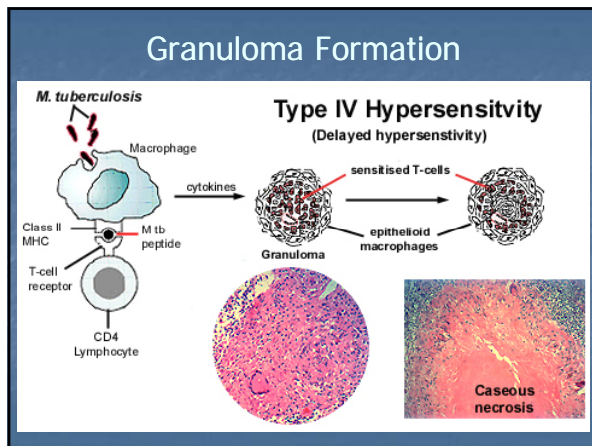 Granuloma Formation
M. tuberculosis
Type IV Hypersensitvity
(Delayed hypersenstivity)
Macrophage
sensitised T-cells
cytokines
Class II
MHC
M tb
peptide
epithelioid
macrophages
Granuloma
T-cell
receptor
CD4
Lymphocyte
Caseous
necrosis